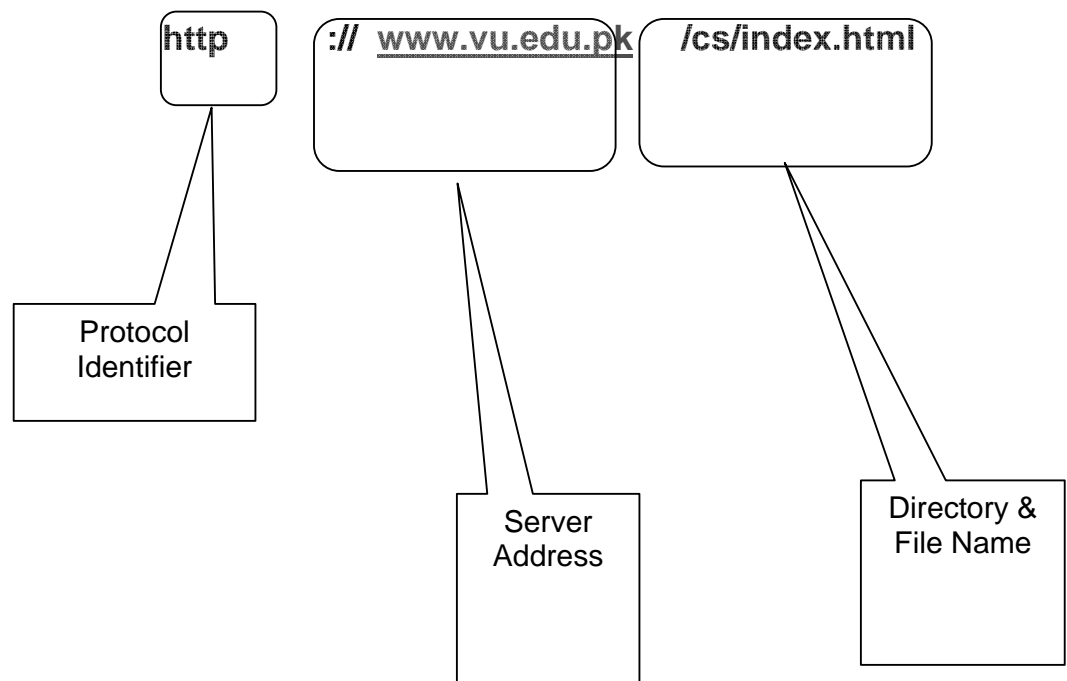 http :// www.vu.edu.pk /cs/index.html
Protocol
Identifier
Server
Address
Directory &
File Name